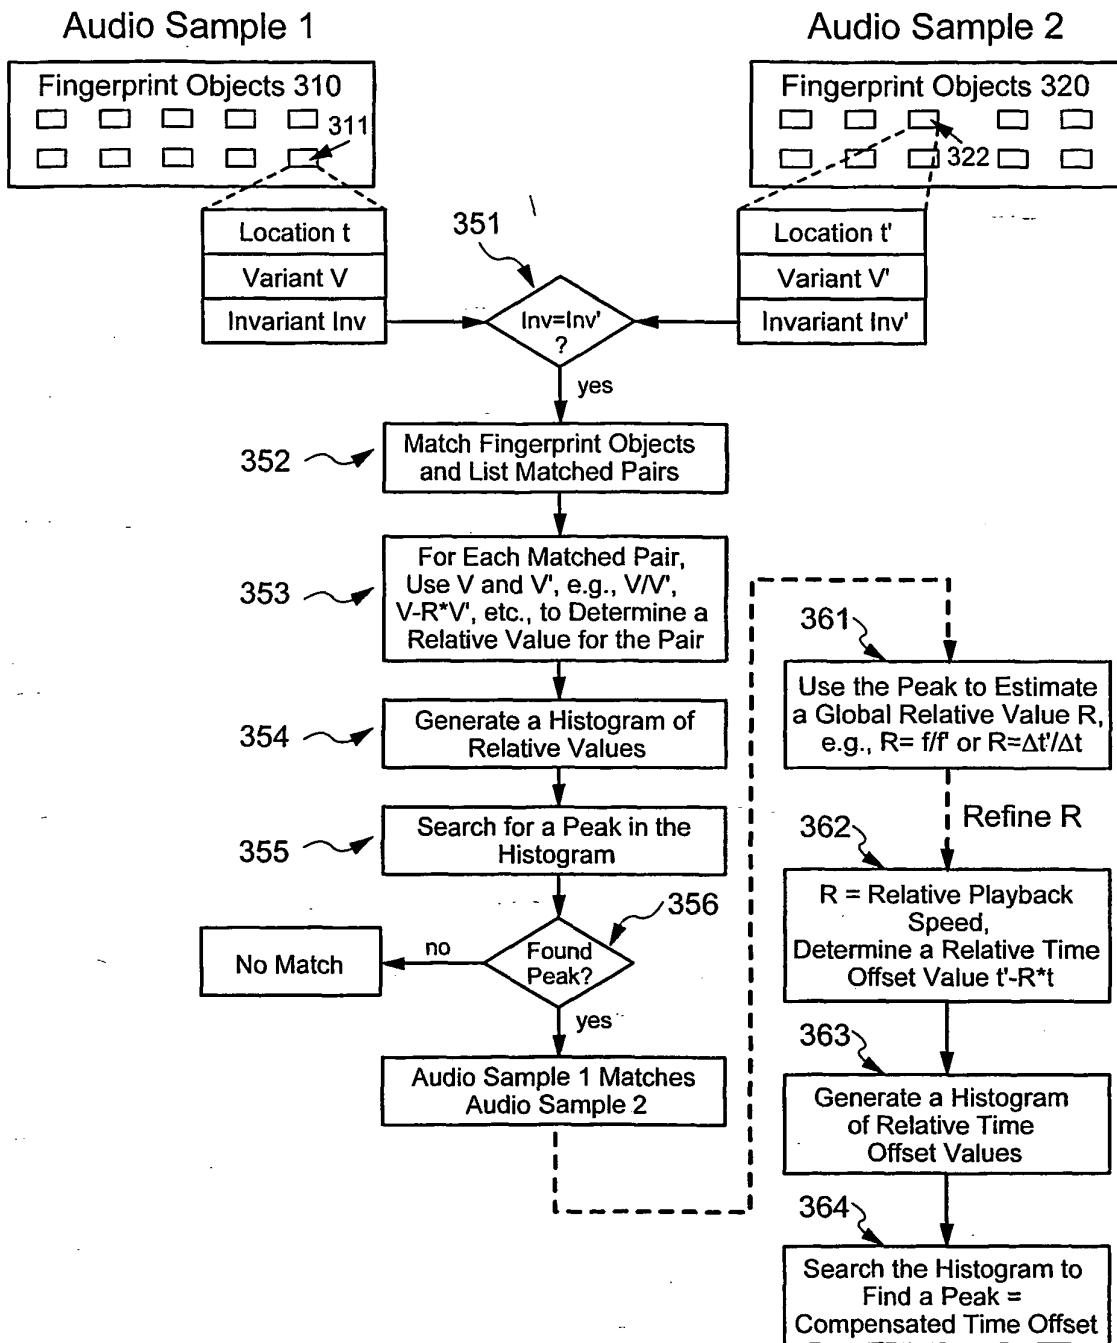 Audio Sample 1
Audio Sample 2
Fingerprint Objects 310
311
Fingerprint Objects 320
322
Location t
Variant V
Invariant Inv
351
Inv=Inv'
?
Location t'
Variant V'
Invariant Inv'
yes
352
Match Fingerprint Objects
and List Matched Pairs
353
For Each Matched Pair,
Use V and V', e.g., V/V',
V-R*V', etc., to Determine a
Relative Value for the Pair
354
Generate a Histogram of
Relative Values
355
Search for a Peak in the
Histogram
356
Found
Peak?
no
No Match
yes
Audio Sample 1 Matches
Audio Sample 2
361
Use the Peak to Estimate
a Global Relative Value R,
e.g., R= f/f' or R=Δt'/Δt
Refine R
362
R = Relative Playback
Speed,
Determine a Relative Time
Offset Value t'-R*t
363
Generate a Histogram
of Relative Time
Offset Values
364
Search the Histogram to
Find a Peak =
Compensated Time Offset